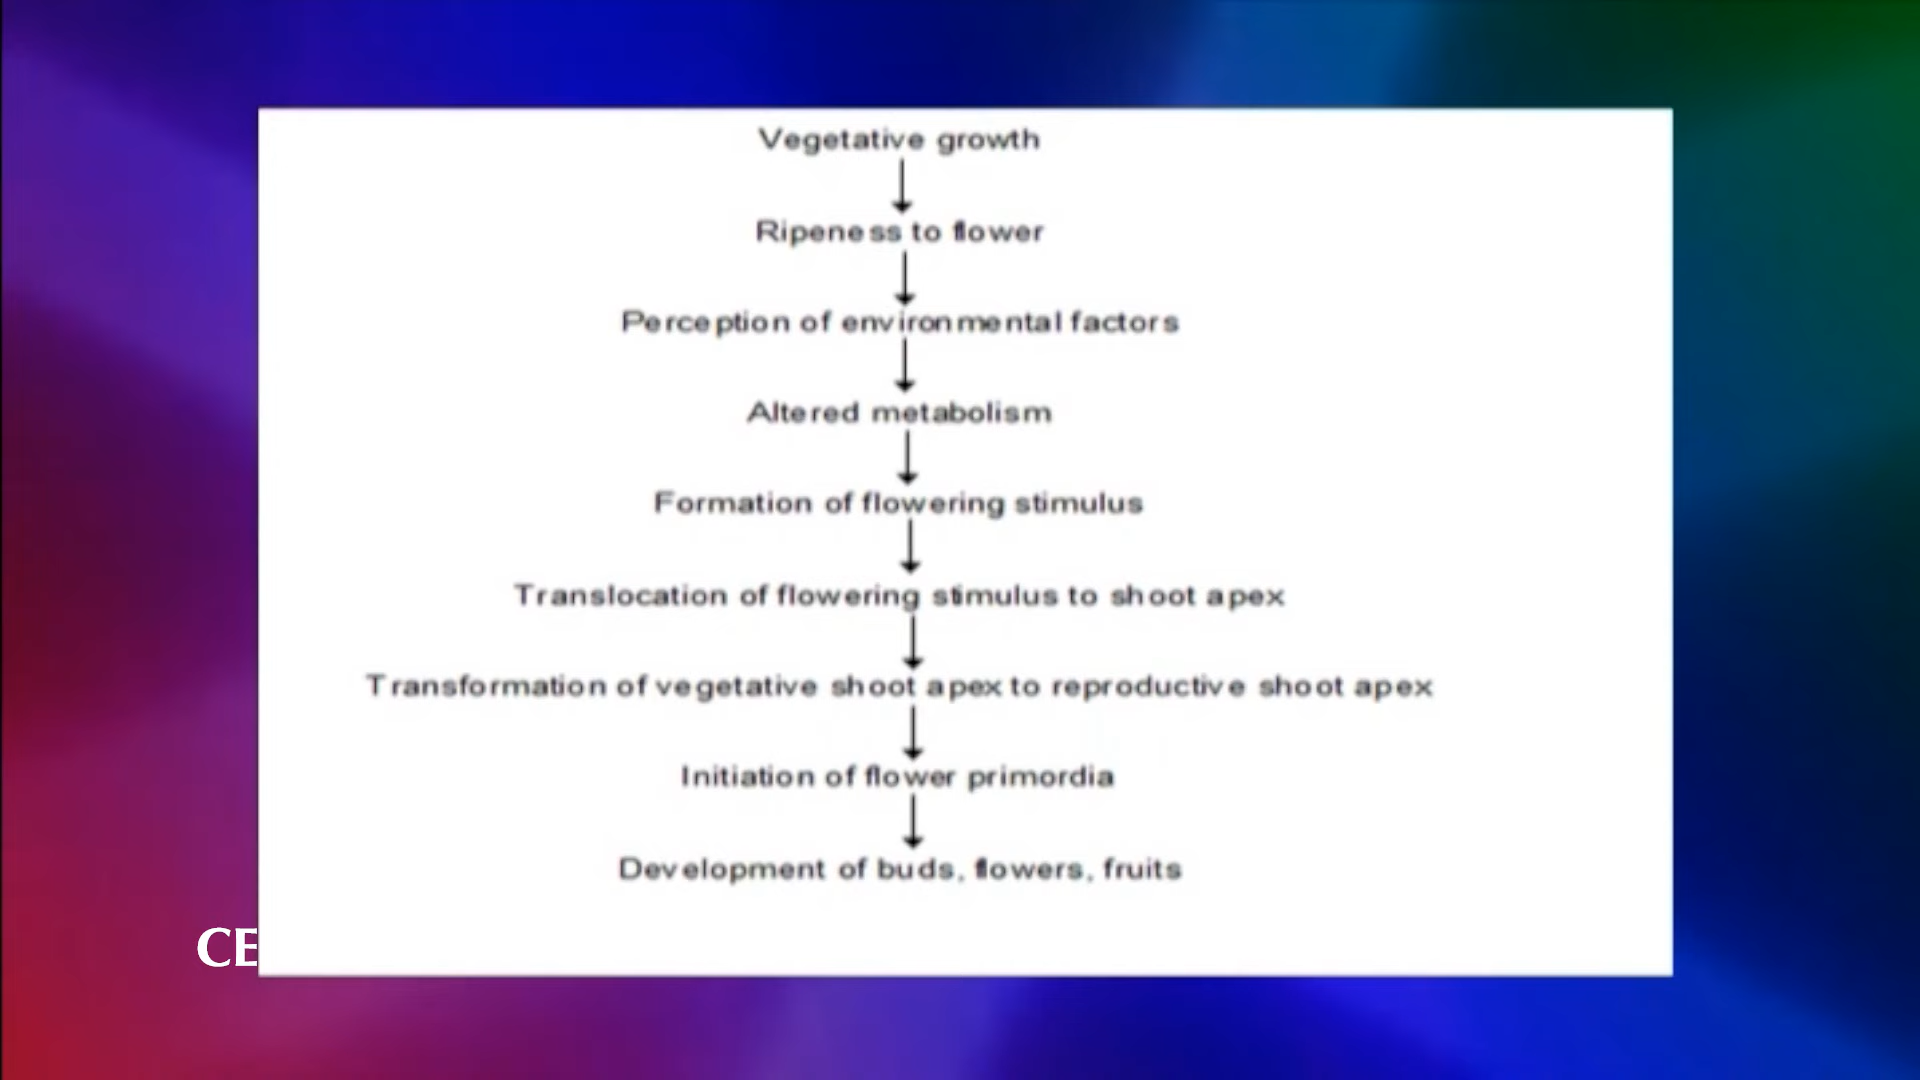 Vegetative growth
Ripeness to flower
Perception of environmental factors
Altered metabolism
Formation of flowering stimulus
Translocation of flowering stimulus to shoot apex
Transformation of vegetative shoot apex to reproductive shoot apex
Initiation of flower primordia
Development of buds, flowers, fruits
CE